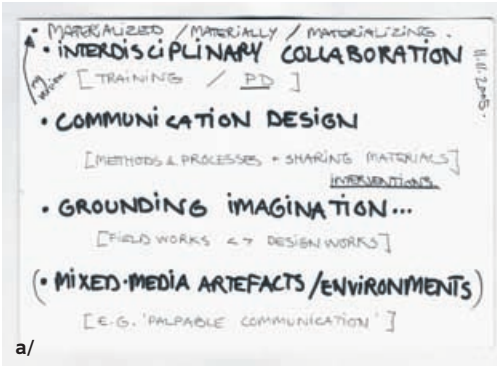 • MATERIALIZED / MATERIALLY / MATERIALIZING.
• INTERDISCIPLINARY COLLABORATION
[TRAINING / PD ]
11.11.2005.
• COMMUNICATION DESIGN
[METHODS & PROCESSES + SHARING MATERIALS]
INTERVENTIONS
• GROUNDING IMAGINATION...
[FIELD WORKS <-> DESIGN WORKS]
(• MIXED-MEDIA ARTEFACTS/ENVIRONMENTS)
[E.G. 'PALPABLE COMMUNICATION']
a/